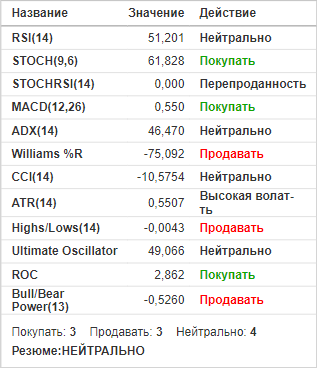 Название Значение Действие
RSI(14) 51,201 Нейтрально
STOCH(9,6) 61,828 Покупать
STOCHRSI(14) 0,000 Перепроданность
MACD(12,26) 0,550 Покупать
ADX(14) 46,470 Нейтрально
Williams %R -75,092 Продавать
CCI(14) -10,5754 Нейтрально
ATR(14) 0,5507 Высокая волат-
ть
Highs/Lows(14) -0,0043 Продавать
Ultimate Oscillator 49,066 Нейтрально
ROC 2,862 Покупать
Bull/Bear
Power(13) -0,5260 Продавать
Покупать: 3 Продавать: 3 Нейтрально: 4
Резюме:НЕЙТРАЛЬНО